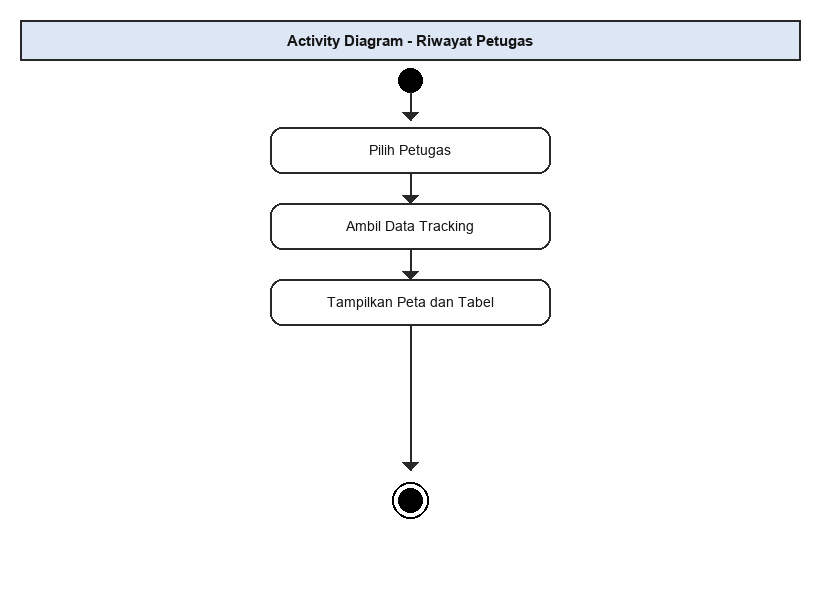 Activity Diagram - Riwayat Petugas
Pilih Petugas
Ambil Data Tracking
Tampilkan Peta dan Tabel